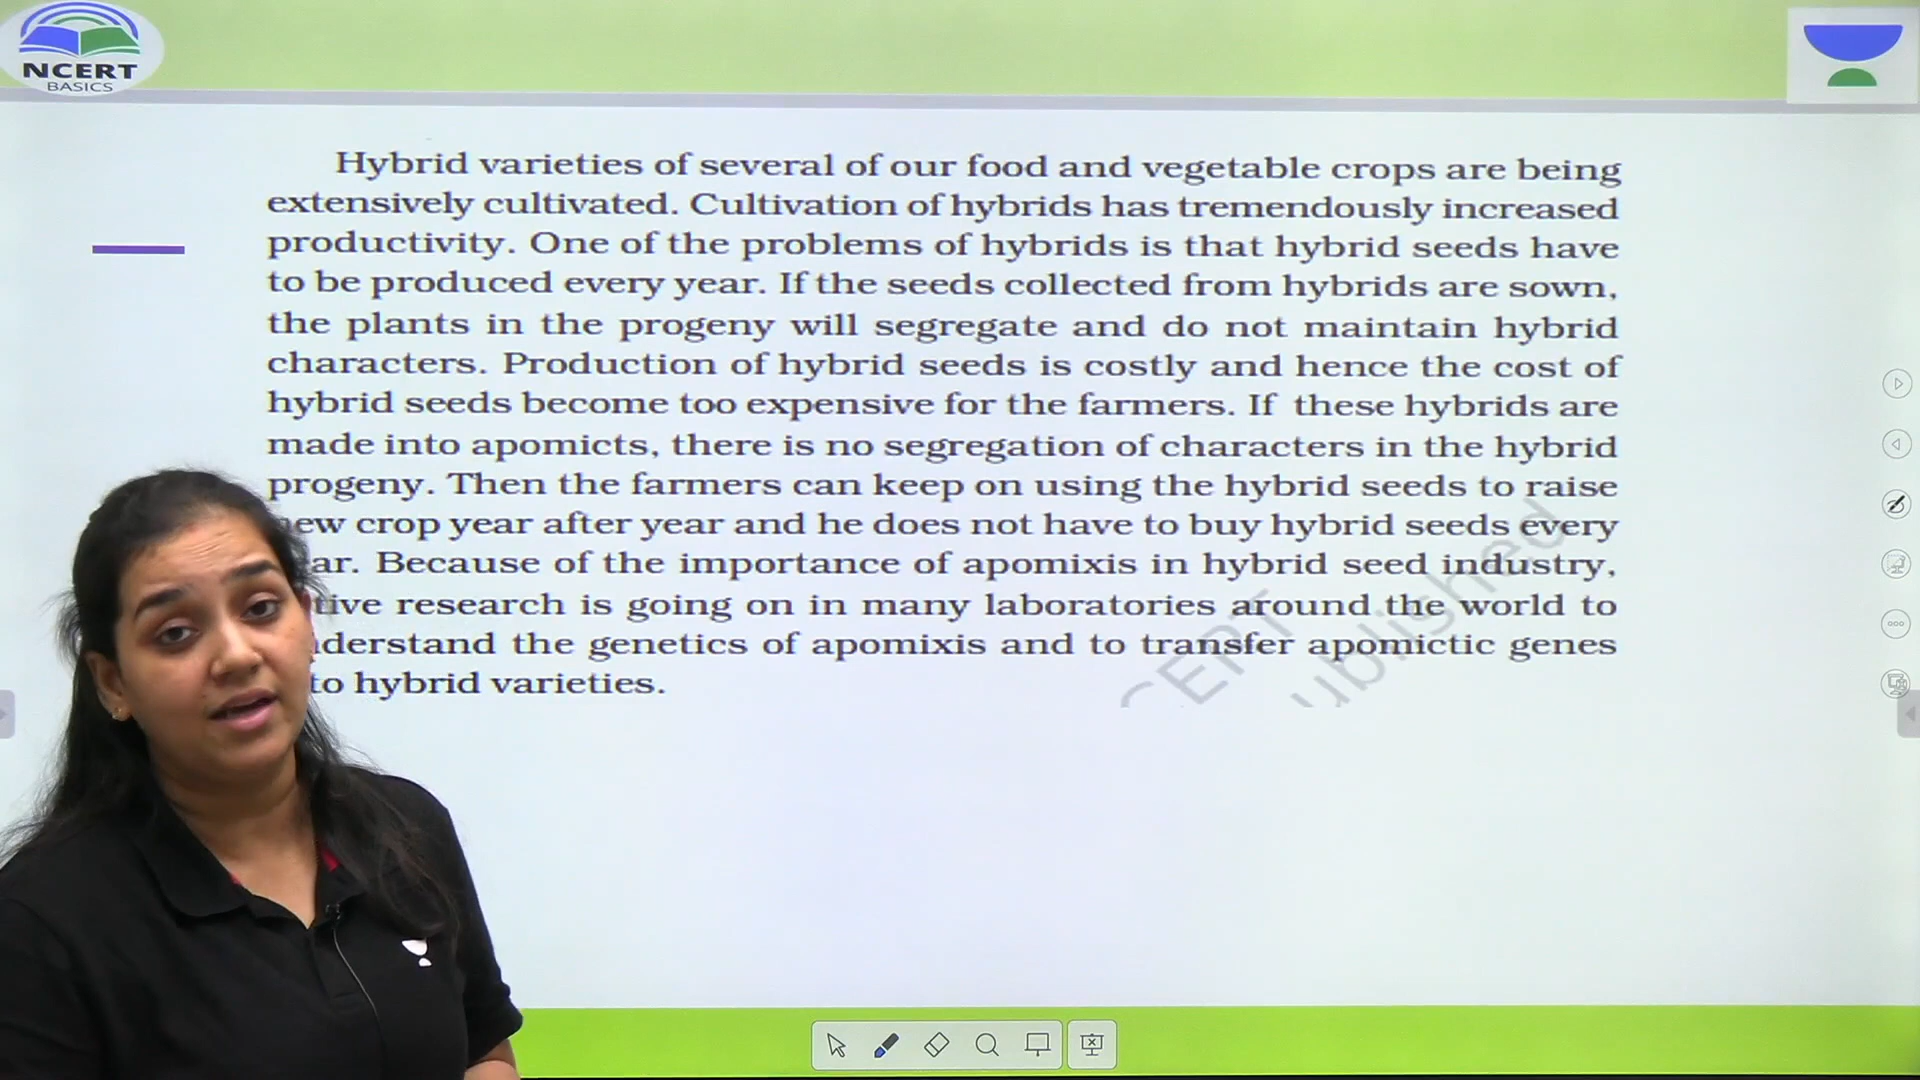 NCERT
BASICS
Hybrid varieties of several of our food and vegetable crops are being
extensively cultivated. Cultivation of hybrids has tremendously increased
productivity. One of the problems of hybrids is that hybrid seeds have
to be produced every year. If the seeds collected from hybrids are sown,
the plants in the progeny will segregate and do not maintain hybrid
characters. Production of hybrid seeds is costly and hence the cost of
hybrid seeds become too expensive for the farmers. If these hybrids are
made into apomicts, there is no segregation of characters in the hybrid
progeny. Then the farmers can keep on using the hybrid seeds to raise
ew crop year after year and he does not have to buy hybrid seeds every
ar. Because of the importance of apomixis in hybrid seed industry,
tive research is going on in many laboratories around the world to
derstand the genetics of apomixis and to transfer apomictic genes
to hybrid varieties.
CERT
ublished